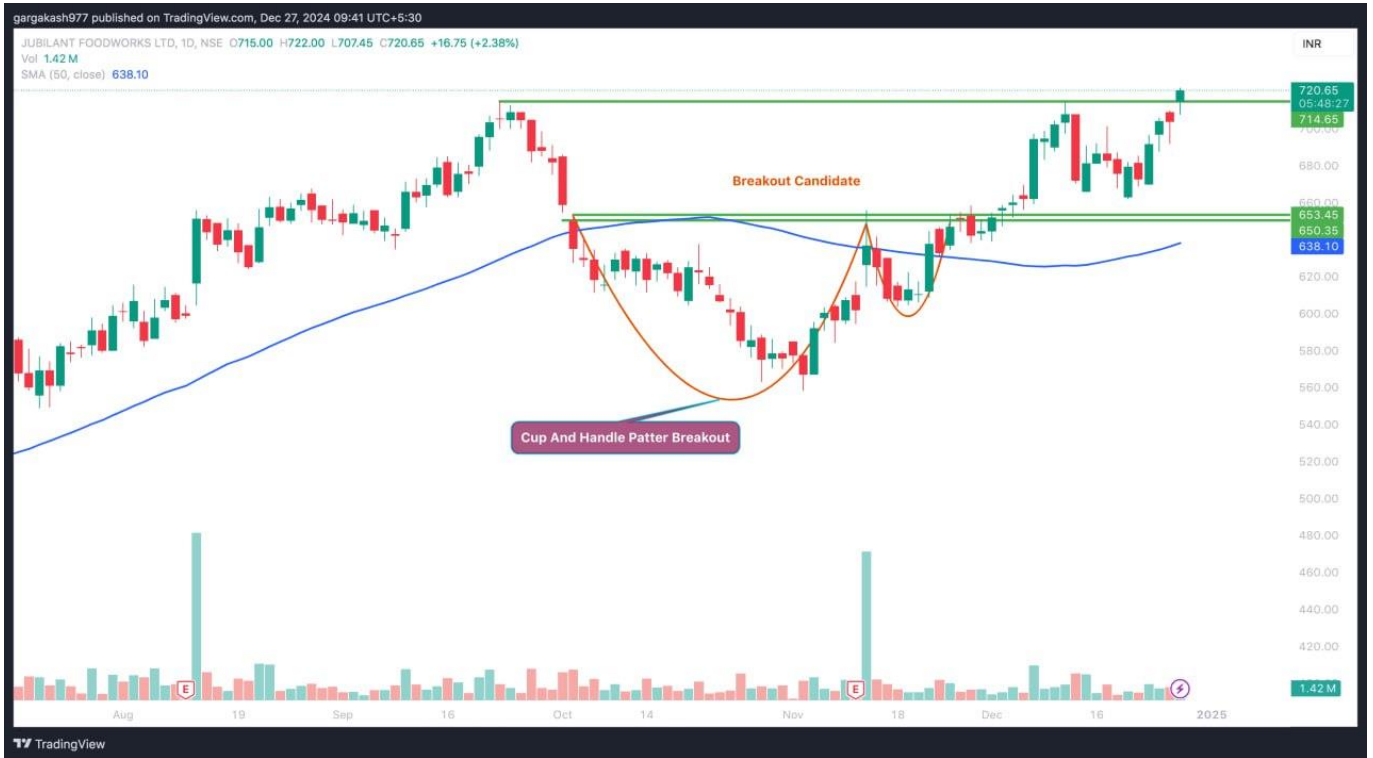 gargakash977 published on TradingView.com, Dec 27, 2024 09:41 UTC+5:30
JUBILANT FOODWORKS LTD, 1D, NSE O715.00 H722.00 L707.45 C720.65 +16.75 (+2.38%)
Vol 1.42 M
SMA (50, close) 638.10
INR
720.65
05:48:27
714.65
700.00
680.00
Breakout Candidate
660.00
653.45
650.35
638.10
620.00
600.00
580.00
560.00
Cup And Handle Patter Breakout
540.00
520.00
500.00
480.00
460.00
440.00
420.00
E
E
1.42 M
Aug 19 Sep 16 Oct 14 Nov 18 Dec 16 2025
TradingView